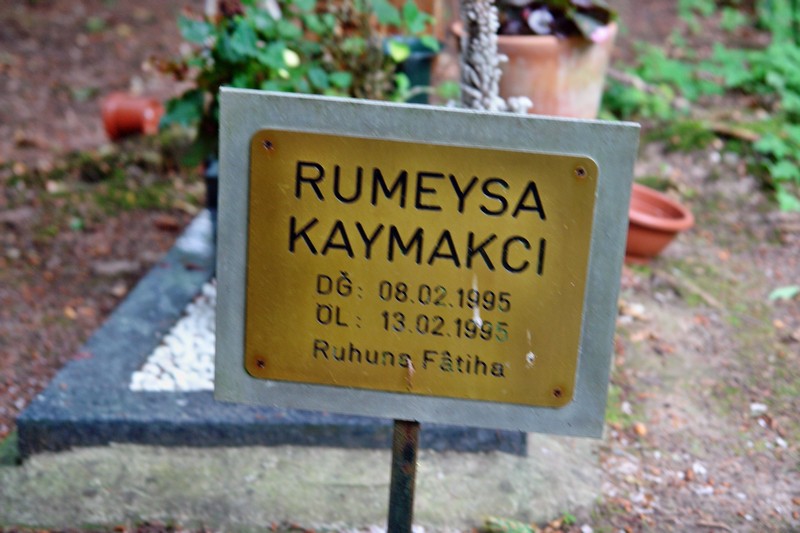 RUMEYSA
KAYMAKCI
DĞ: 08.02.1995
ÖL: 13.02.1995
Ruhuna Fâtiha